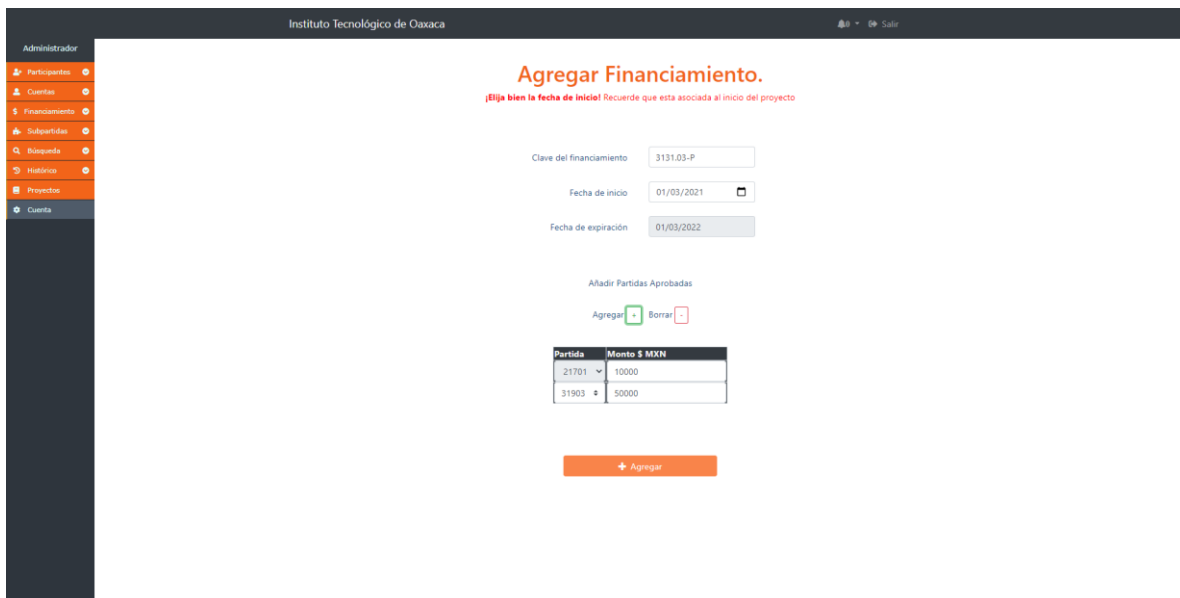 Instituto Tecnológico de Oaxaca
0
Salir
Administrador
Participantes
Cuentas
$ Financiamiento
Subpartidas
Búsqueda
Histórico
Proyectos
Cuenta
Agregar Financiamiento.
¡Elija bien la fecha de inicio! Recuerde que esta asociada al inicio del proyecto
Clave del financiamiento 3131.03-P
Fecha de inicio 01/03/2021
Fecha de expiración 01/03/2022
Añadir Partidas Aprobadas
Agregar + Borrar -
Partida Monto $ MXN
21701 10000
31903 50000
+ Agregar